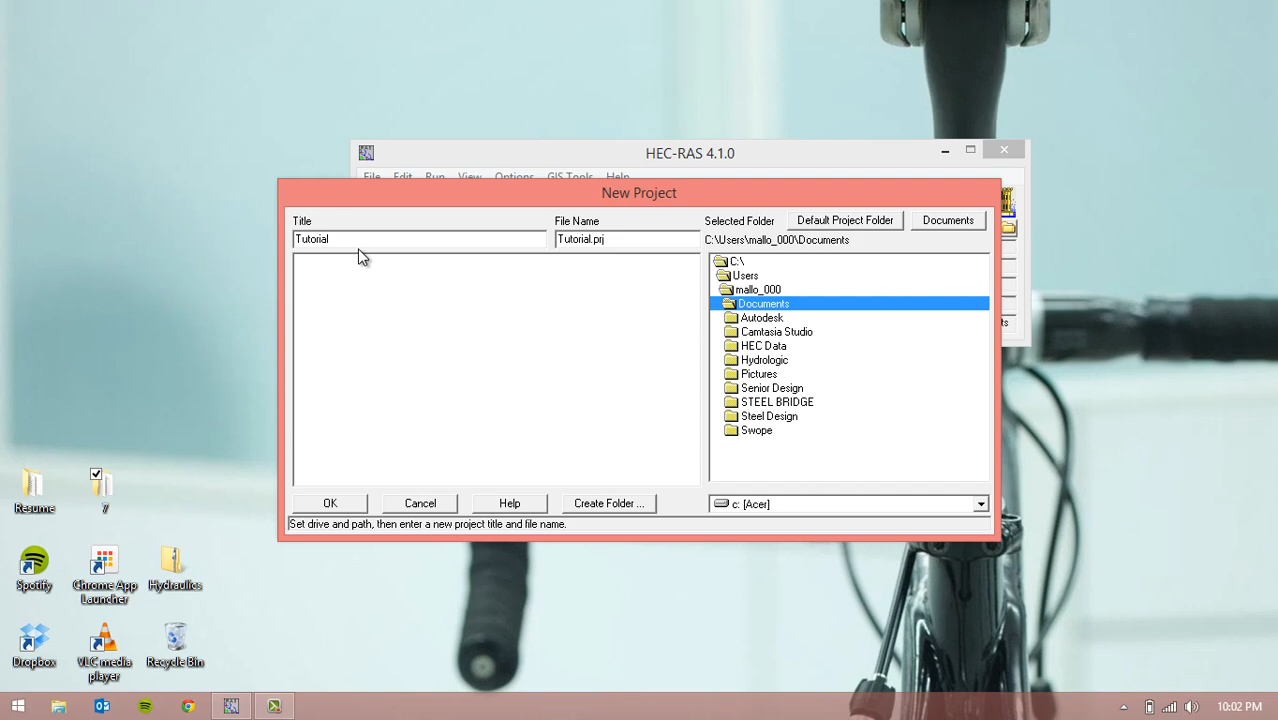 HEC-RAS 4.1.0
File Edit Run View Options GIS Tools Help
New Project
Title
File Name
Selected Folder
Default Project Folder
Documents
Tutorial
Tutorial.prj
C:\Users\mallo_000\Documents
C:\
Users
mallo_000
Documents
Autodesk
Camtasia Studio
HEC Data
Hydrologic
Pictures
Senior Design
STEEL BRIDGE
Steel Design
Swope
OK
Cancel
Help
Create Folder ...
c: [Acer]
Set drive and path, then enter a new project title and file name.
ts
Resume
7
Spotify
Chrome App
Launcher
Hydraulics
Dropbox
VLC media
player
Recycle Bin
10:02 PM